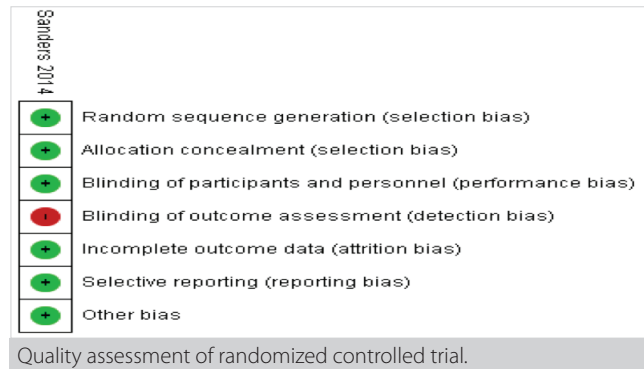 Sanders 2014
+ Random sequence generation (selection bias)
+ Allocation concealment (selection bias)
+ Blinding of participants and personnel (performance bias)
- Blinding of outcome assessment (detection bias)
+ Incomplete outcome data (attrition bias)
+ Selective reporting (reporting bias)
+ Other bias
Quality assessment of randomized controlled trial.